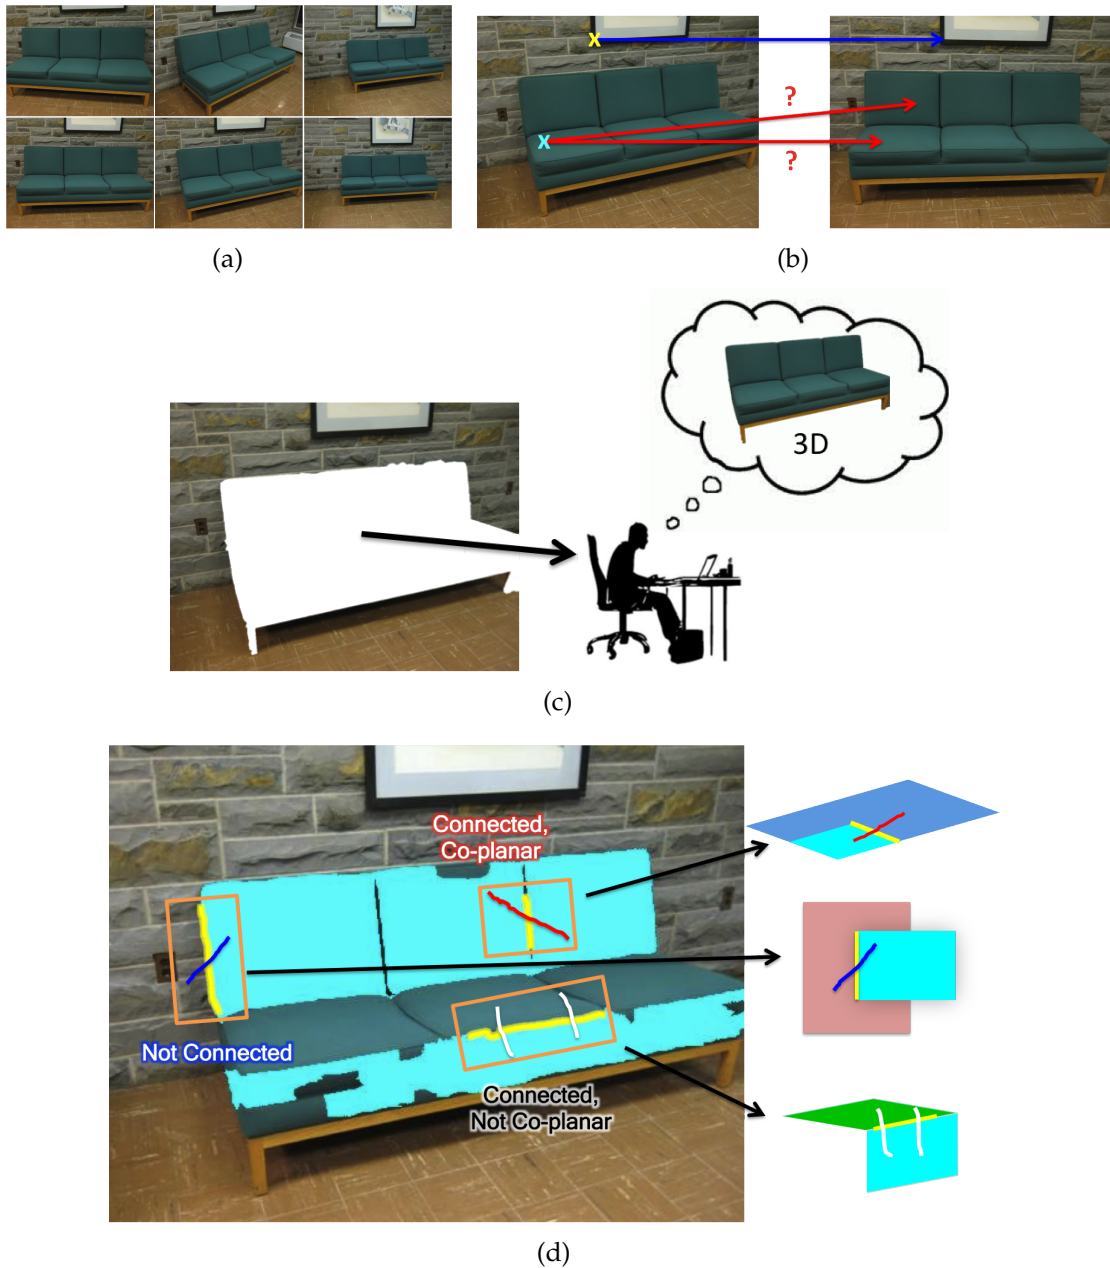 X
?
X
?
(a)
(b)
3D
(c)
Connected,
Co-planar
Not Connected
Connected,
Not Co-planar
(d)